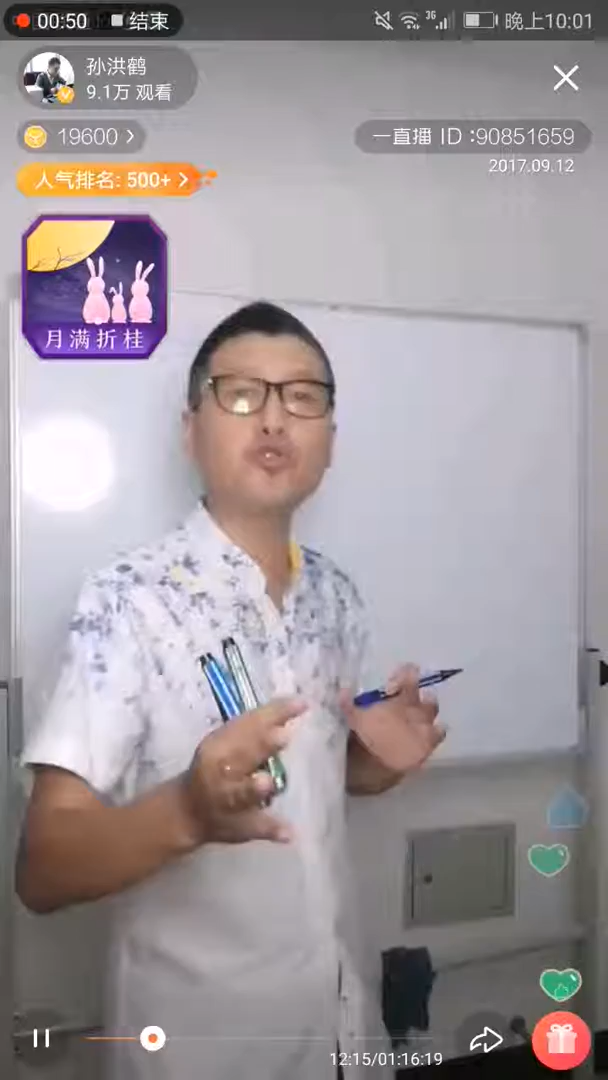 00:50 结束
36 晚上10:01
孙洪鹤
9.1万 观看
19600
一直播 ID :90851659
2017.09.12
人气排名: 500+
月满折桂
12:15/01:16:19